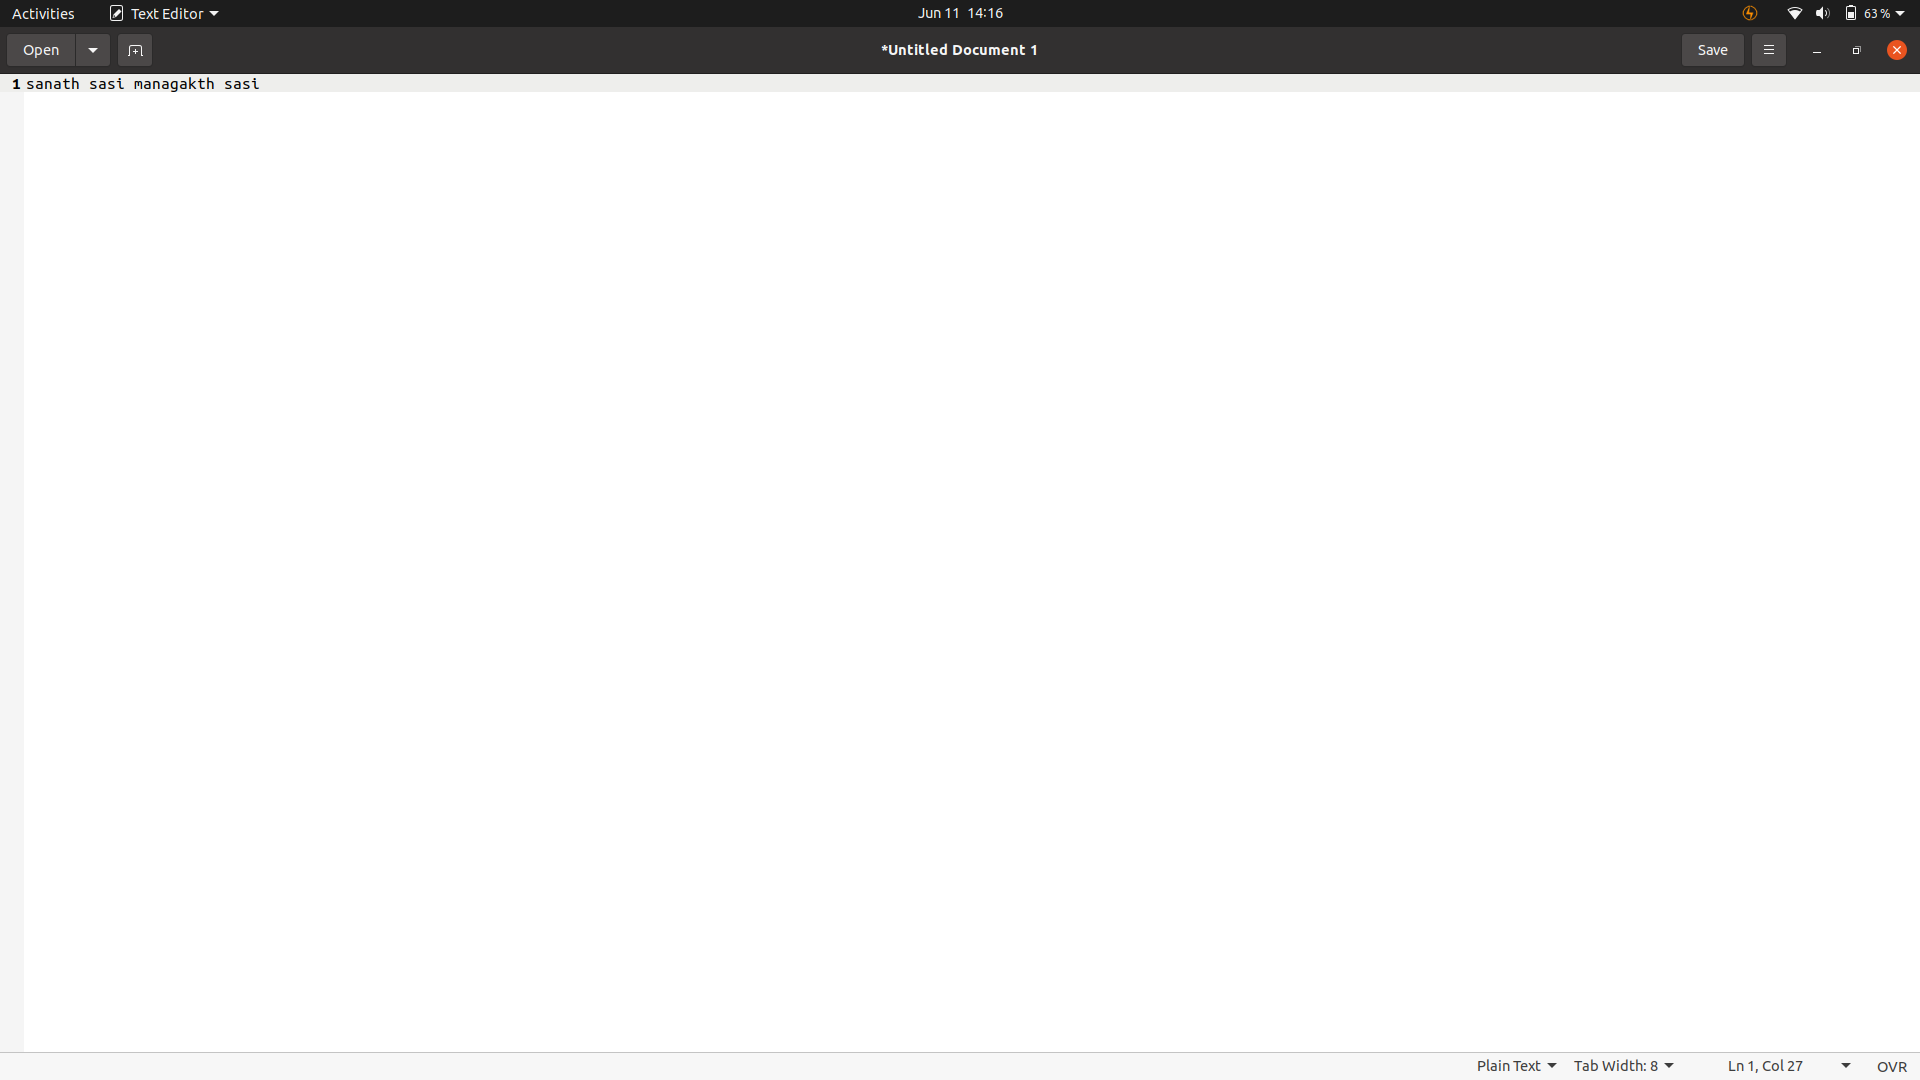 Activities Text Editor Jun 11 14:16 63 %
Open *Untitled Document 1 Save
1 sanath sasi managakth sasi
Plain Text Tab Width: 8 Ln 1, Col 27 OVR